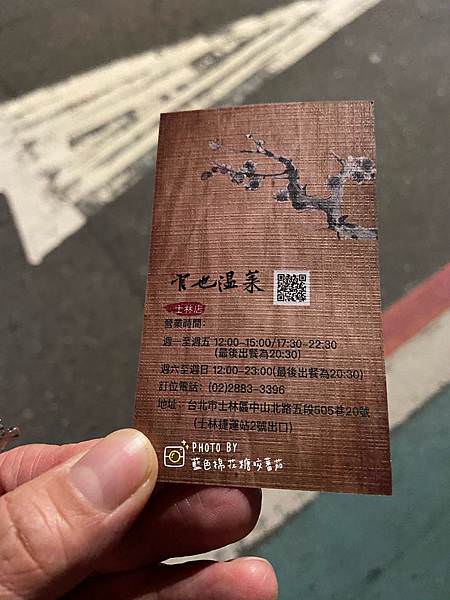 官也温菜
士林店
營業時間:
週一至週五 12:00-15:00/17:30-22:30
(最後出餐為20:30)
週六至週日 12:00-23:00(最後出餐為20:30)
訂位電話: (02)2883-3396
地址: 台北市士林區中山北路五段505巷20號
(士林捷運站2號出口)
PHOTO BY
藍色棉花糖咬蕃茄